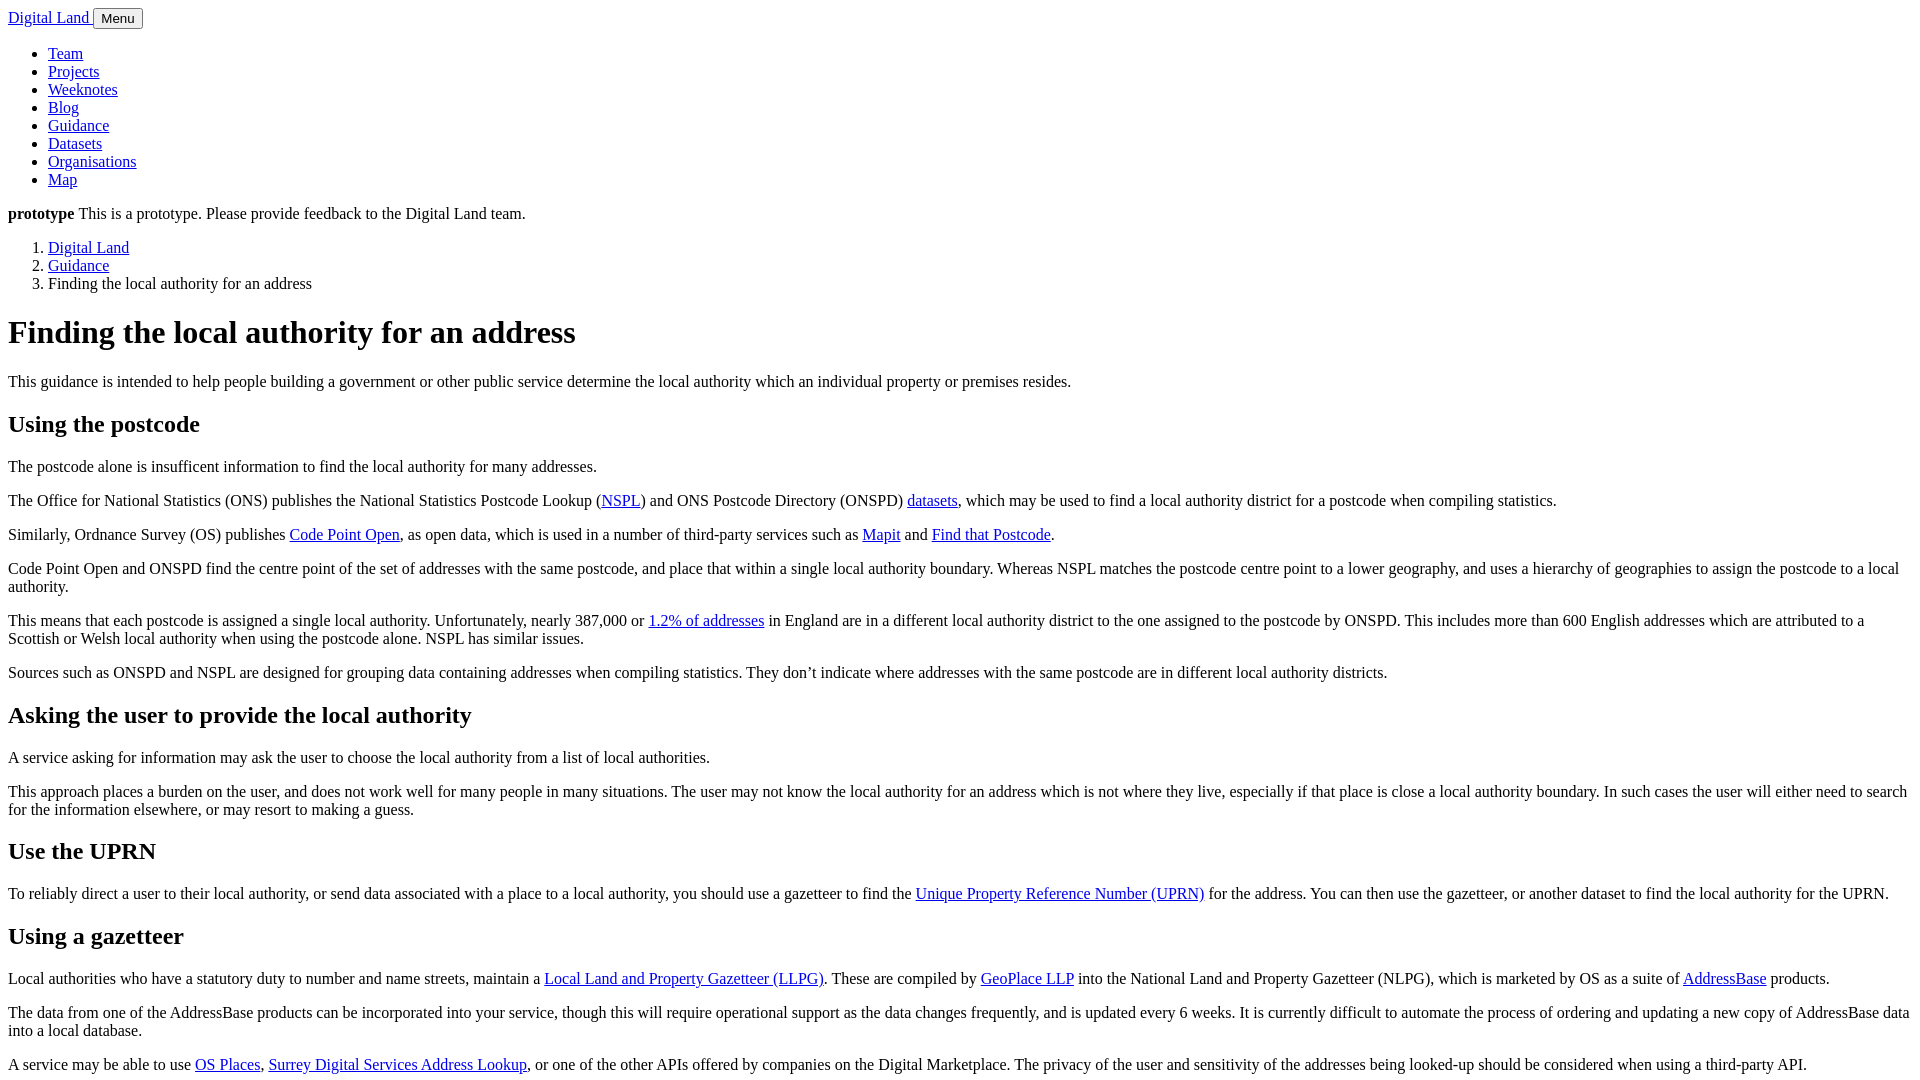 Digital Land Menu
Team
Projects
Weeknotes
Blog
Guidance
Datasets
Organisations
Map
prototype This is a prototype. Please provide feedback to the Digital Land team.
1. Digital Land
2. Guidance
3. Finding the local authority for an address
Finding the local authority for an address
This guidance is intended to help people building a government or other public service determine the local authority which an individual property or premises resides.
Using the postcode
The postcode alone is insufficent information to find the local authority for many addresses.
The Office for National Statistics (ONS) publishes the National Statistics Postcode Lookup (NSPL) and ONS Postcode Directory (ONSPD) datasets, which may be used to find a local authority district for a postcode when compiling statistics.
Similarly, Ordnance Survey (OS) publishes Code Point Open, as open data, which is used in a number of third-party services such as Mapit and Find that Postcode.
Code Point Open and ONSPD find the centre point of the set of addresses with the same postcode, and place that within a single local authority boundary. Whereas NSPL matches the postcode centre point to a lower geography, and uses a hierarchy of geographies to assign the postcode to a local
authority.
This means that each postcode is assigned a single local authority. Unfortunately, nearly 387,000 or 1.2% of addresses in England are in a different local authority district to the one assigned to the postcode by ONSPD. This includes more than 600 English addresses which are attributed to a
Scottish or Welsh local authority when using the postcode alone. NSPL has similar issues.
Sources such as ONSPD and NSPL are designed for grouping data containing addresses when compiling statistics. They don’t indicate where addresses with the same postcode are in different local authority districts.
Asking the user to provide the local authority
A service asking for information may ask the user to choose the local authority from a list of local authorities.
This approach places a burden on the user, and does not work well for many people in many situations. The user may not know the local authority for an address which is not where they live, especially if that place is close a local authority boundary. In such cases the user will either need to search
for the information elsewhere, or may resort to making a guess.
Use the UPRN
To reliably direct a user to their local authority, or send data associated with a place to a local authority, you should use a gazetteer to find the Unique Property Reference Number (UPRN) for the address. You can then use the gazetteer, or another dataset to find the local authority for the UPRN.
Using a gazetteer
Local authorities who have a statutory duty to number and name streets, maintain a Local Land and Property Gazetteer (LLPG). These are compiled by GeoPlace LLP into the National Land and Property Gazetteer (NLPG), which is marketed by OS as a suite of AddressBase products.
The data from one of the AddressBase products can be incorporated into your service, though this will require operational support as the data changes frequently, and is updated every 6 weeks. It is currently difficult to automate the process of ordering and updating a new copy of AddressBase data
into a local database.
A service may be able to use OS Places, Surrey Digital Services Address Lookup, or one of the other APIs offered by companies on the Digital Marketplace. The privacy of the user and sensitivity of the addresses being looked-up should be considered when using a third-party API.